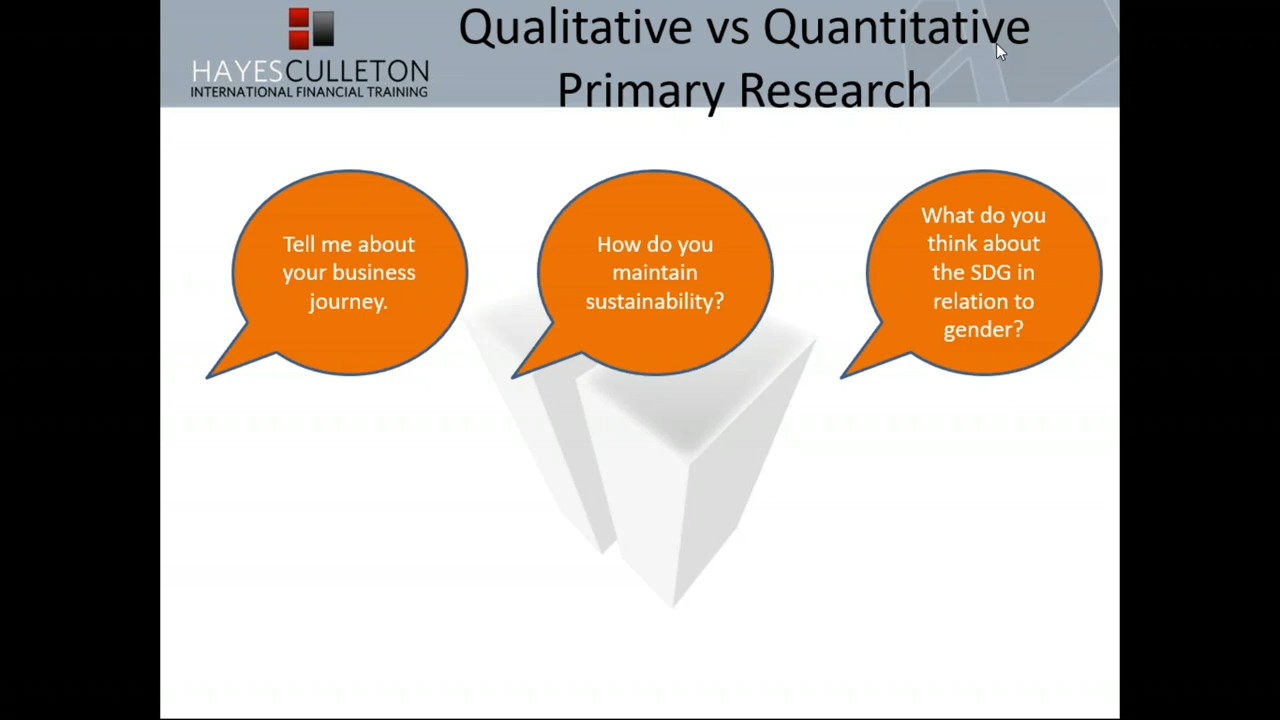 HAYESCULLETON
INTERNATIONAL FINANCIAL TRAINING
Qualitative vs Quantitative
Primary Research
Tell me about
your business
journey.
How do you
maintain
sustainability?
What do you
think about
the SDG in
relation to
gender?